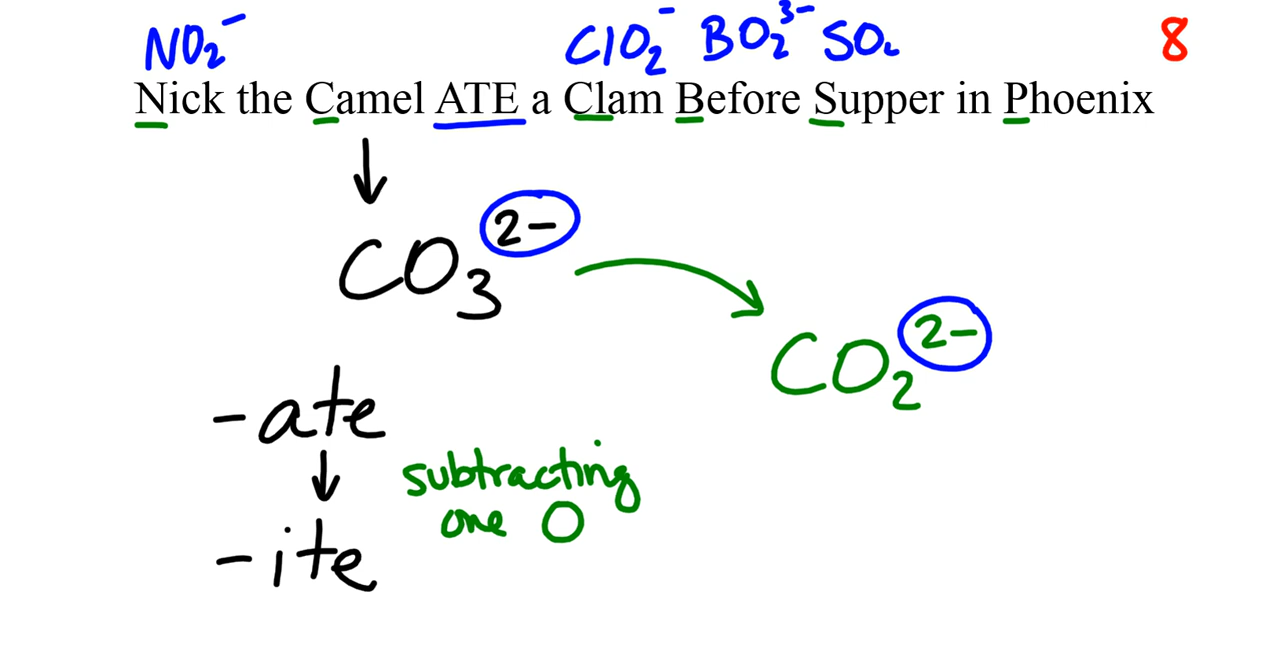 NO₂⁻ ClO₂⁻ BO₂³⁻ SO₂ 8
Nick the Camel ATE a Clam Before Supper in Phoenix
↓
CO₃²⁻ → CO₂²⁻
-ate
↓ subtracting
one O
-ite